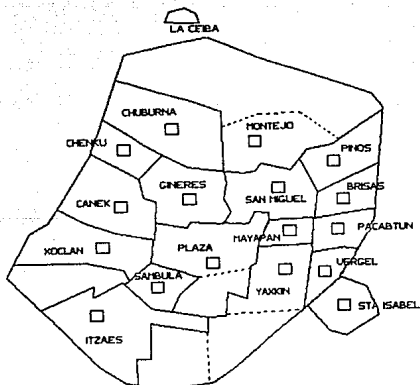 LA CEIBA
CHUBURNA
MONTEJO
CHENKU
PINOS
GINERES
SAN MIGUEL
BRISAS
CANEK
MAYAPAN
PACABTUN
XOCLAN
PLAZA
SAMBULA
VERGEL
YAXKIN
STA ISABEL
ITZAES